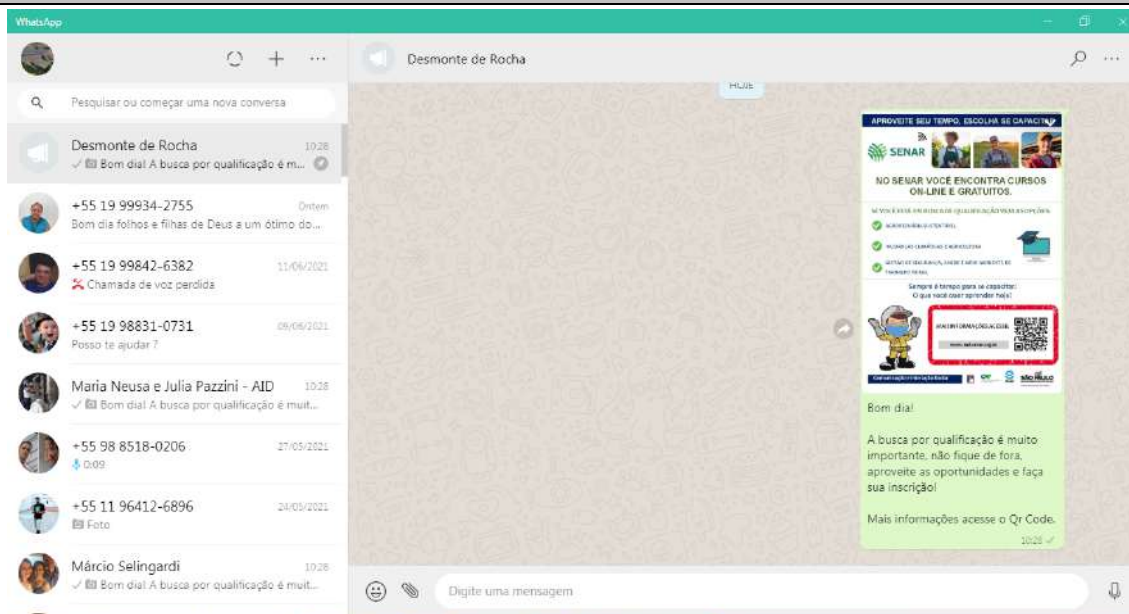 WhatsApp
Desmonte de Rocha
Pesquisar ou começar uma nova conversa
Desmonte de Rocha 10:28
Bom dia! A busca por qualificação é m...
+55 19 99934-2755 Ontem
Bom dia folhos e filhas de Deus a um ótimo do...
+55 19 99842-6382 11/06/2021
Chamada de voz perdida
+55 19 98831-0731 09/06/2021
Posso te ajudar ?
Maria Neusa e Julia Pazzini - AID 10:28
Bom dia! A busca por qualificação é muit...
+55 98 8518-0206 27/05/2021
0:09
+55 11 96412-6896 24/05/2021
Foto
Márcio Selingardi 10:28
Bom dia! A busca por qualificação é muit...
HOJE
APROVEITE SEU TEMPO, ESCOLHA SE CAPACITAR
SENAR
NO SENAR VOCÊ ENCONTRA CURSOS
ON-LINE E GRATUITOS.
Sempre é tempo para se capacitar:
O que você quer aprender hoje?
MAIS INFORMAÇÕES ACESSE:
SÃO PAULO
Bom dia!
A busca por qualificação é muito
importante, não fique de fora,
aproveite as oportunidades e faça
sua inscrição!
Mais informações acesse o Qr Code.
10:28
Digite uma mensagem